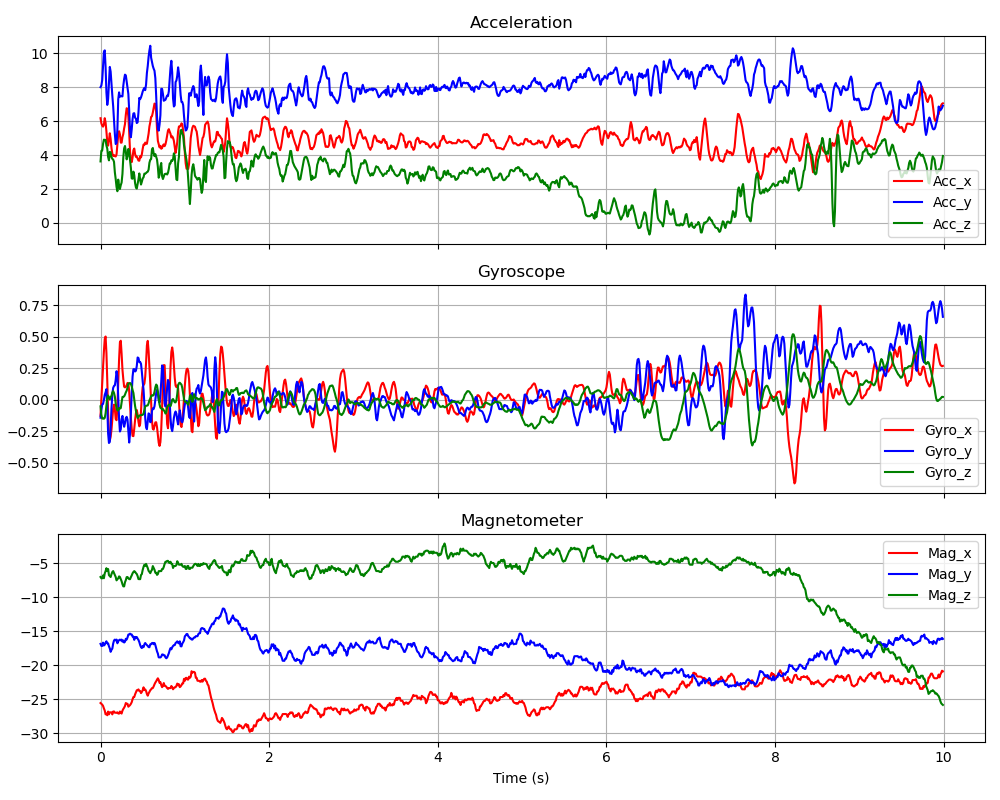 Acceleration
10
8
6
4
2
0
Acc_x
Acc_y
Acc_z
Gyroscope
0.75
0.50
0.25
0.00
−0.25
−0.50
Gyro_x
Gyro_y
Gyro_z
Magnetometer
−5
−10
−15
−20
−25
−30
Mag_x
Mag_y
Mag_z
0 2 4 6 8 10
Time (s)